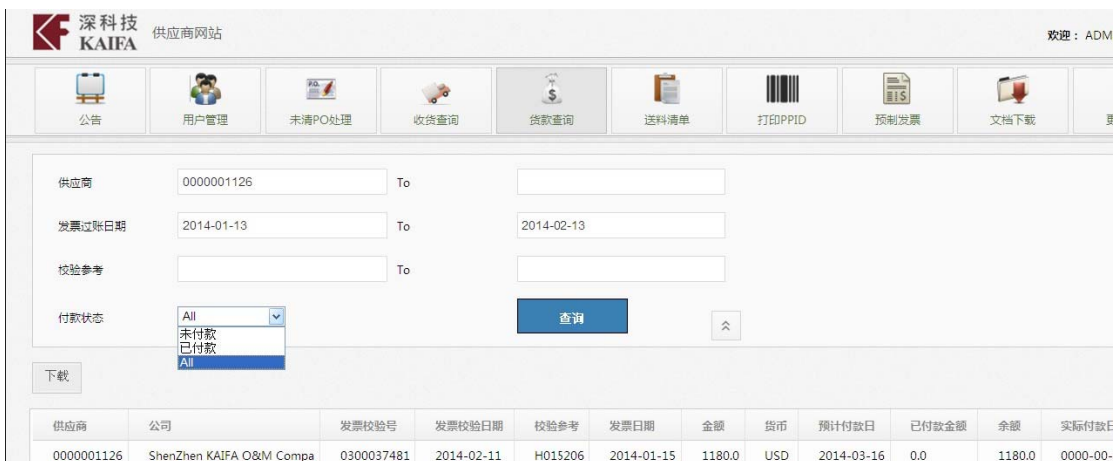 深科技
KAIFA
供应商网站
欢迎： ADM
公告
用户管理
P.O.
未清PO处理
收货查询
$
货款查询
送料清单
打印PPID
预制发票
文档下载
供应商 0000001126 To
发票过账日期 2014-01-13 To 2014-02-13
校验参考 To
付款状态 All 查询
未付款
已付款
All
下载
供应商 公司 发票校验号 发票校验日期 校验参考 发票日期 金额 货币 预计付款日 已付款金额 余额 实际付款日
0000001126 ShenZhen KAIFA O&M Compa 0300037481 2014-02-11 H015206 2014-01-15 1180.0 USD 2014-03-16 0.0 1180.0 0000-00-